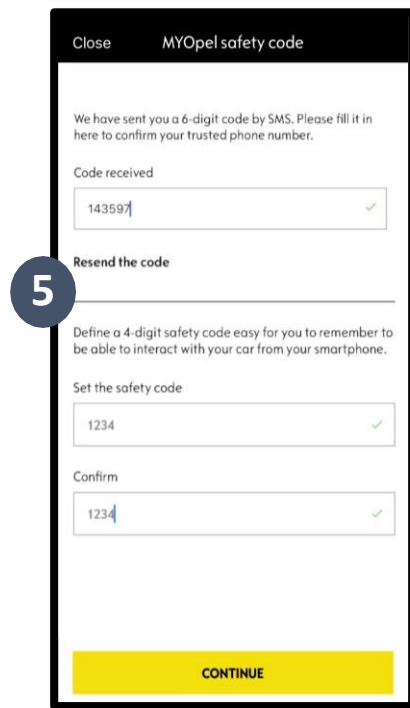 Close MYOpel safety code
We have sent you a 6-digit code by SMS. Please fill it in
here to confirm your trusted phone number.
Code received
143597
Resend the code
5
Define a 4-digit safety code easy for you to remember to
be able to interact with your car from your smartphone.
Set the safety code
1234
Confirm
1234
CONTINUE